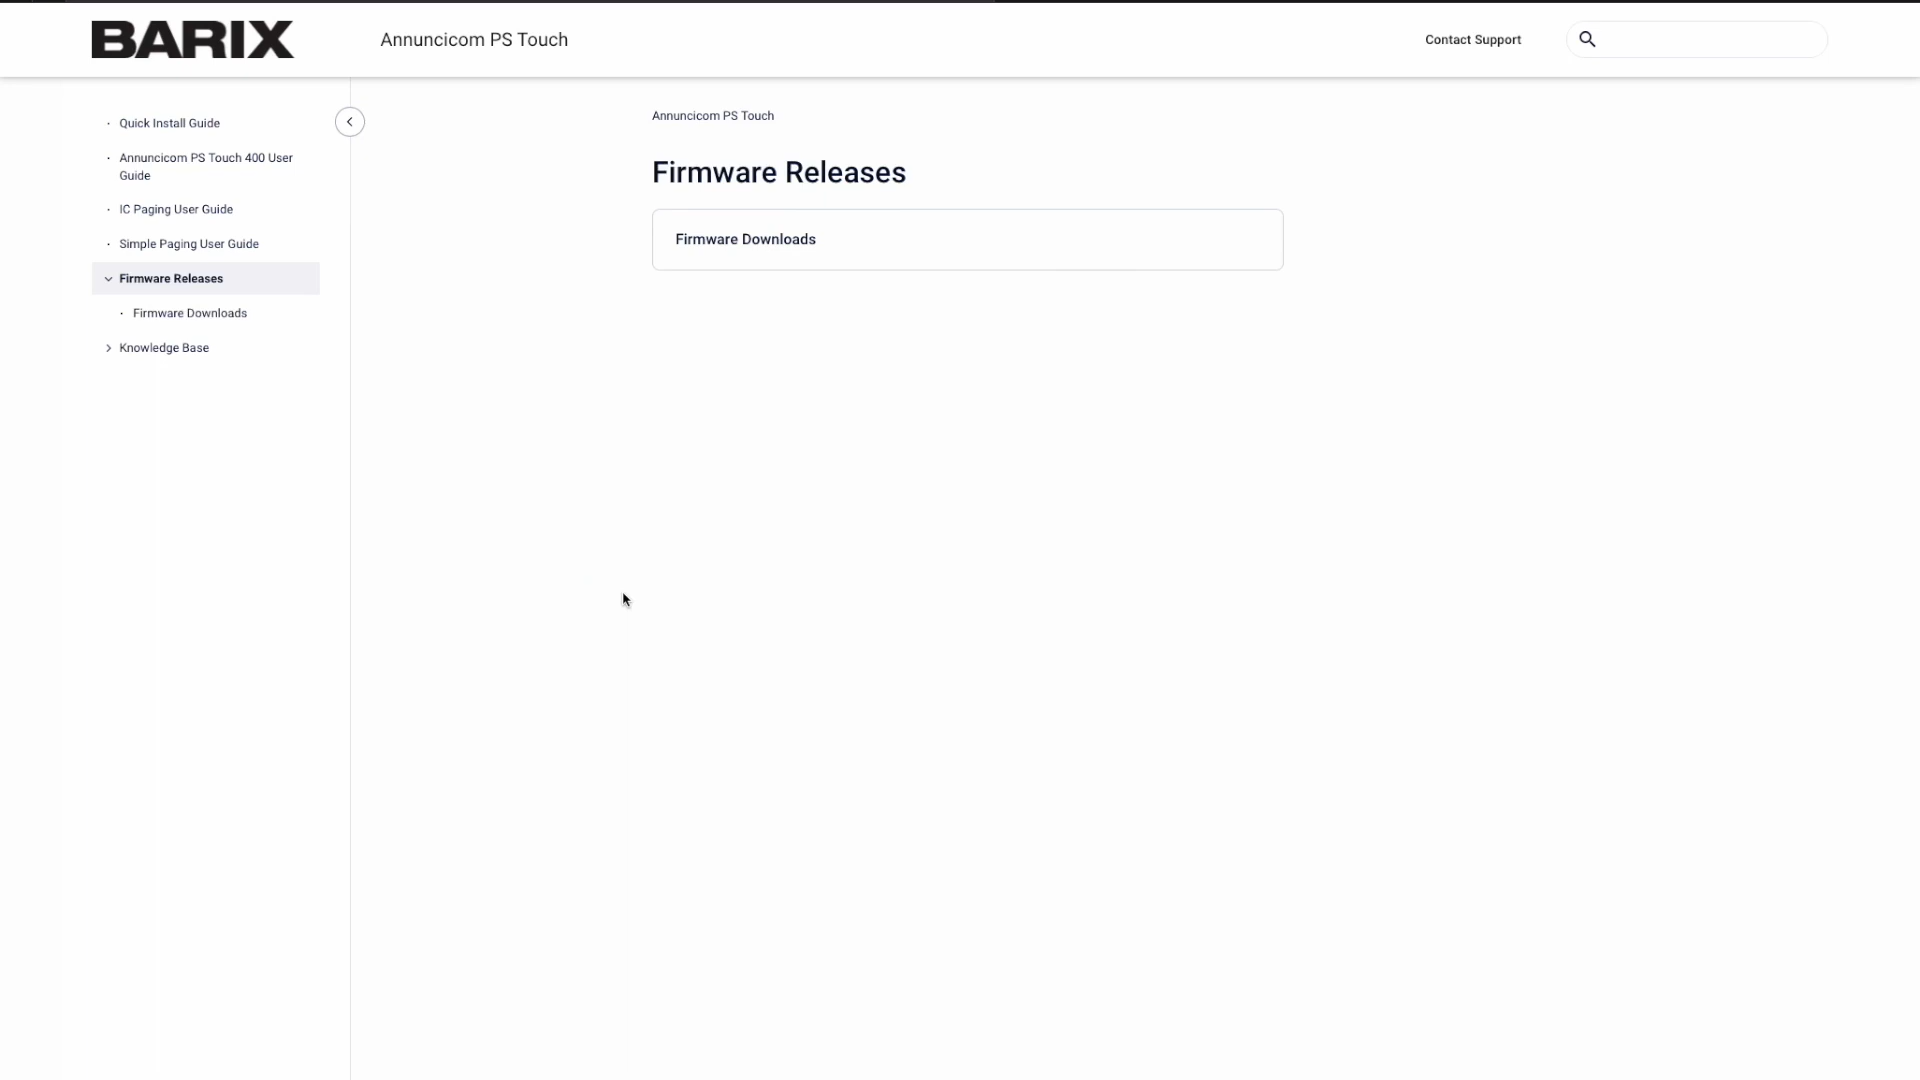 BARIX
Annuncicom PS Touch
Contact Support
Quick Install Guide
Annuncicom PS Touch 400 User
Guide
IC Paging User Guide
Simple Paging User Guide
Firmware Releases
Firmware Downloads
Knowledge Base
Annuncicom PS Touch
Firmware Releases
Firmware Downloads